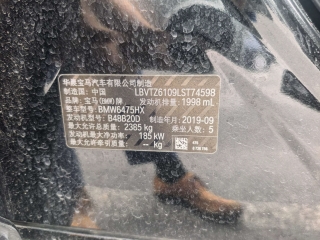 华晨宝马汽车有限公司制造
制造国: 中国 LBVTZ6109LST74598
品牌: 宝马(BMW)牌 发动机排量: 1998 mL
整车型号: BMW6475HX
发动机型号: B48B20D 制造年月: 2019-09
最大允许总质量: 2385 kg 乘坐人数: 5
发动机最大净功率: 185 kW
最大允许牵引质量: -- kg